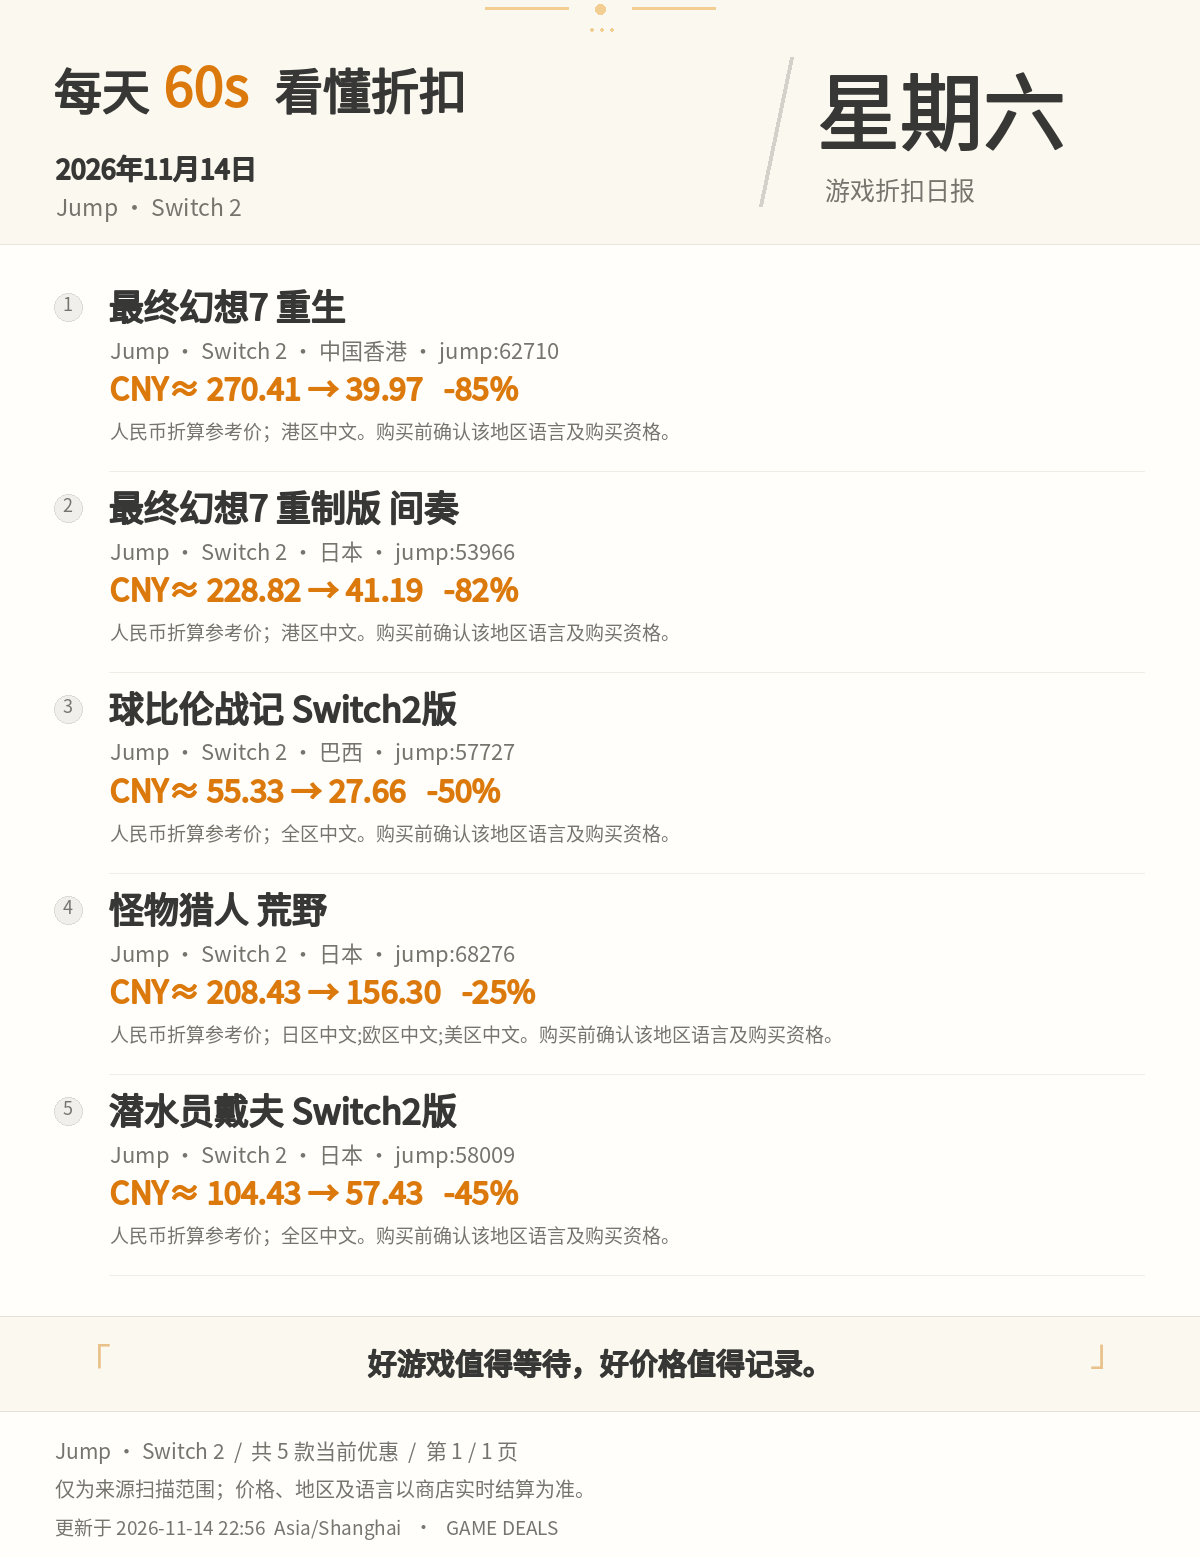 每天 60s 看懂折扣
2026年11月14日
Jump · Switch 2
星期六
游戏折扣日报
1
最终幻想7 重生
Jump · Switch 2 · 中国香港 · jump:62710
CNY≈ 270.41 → 39.97 -85%
人民币折算参考价；港区中文。购买前确认该地区语言及购买资格。
2
最终幻想7 重制版 间奏
Jump · Switch 2 · 日本 · jump:53966
CNY≈ 228.82 → 41.19 -82%
人民币折算参考价；港区中文。购买前确认该地区语言及购买资格。
3
球比伦战记 Switch2版
Jump · Switch 2 · 巴西 · jump:57727
CNY≈ 55.33 → 27.66 -50%
人民币折算参考价；全区中文。购买前确认该地区语言及购买资格。
4
怪物猎人 荒野
Jump · Switch 2 · 日本 · jump:68276
CNY≈ 208.43 → 156.30 -25%
人民币折算参考价；日区中文;欧区中文;美区中文。购买前确认该地区语言及购买资格。
5
潜水员戴夫 Switch2版
Jump · Switch 2 · 日本 · jump:58009
CNY≈ 104.43 → 57.43 -45%
人民币折算参考价；全区中文。购买前确认该地区语言及购买资格。
「 好游戏值得等待，好价格值得记录。 」
Jump · Switch 2 / 共 5 款当前优惠 / 第 1 / 1 页
仅为来源扫描范围；价格、地区及语言以商店实时结算为准。
更新于 2026-11-14 22:56 Asia/Shanghai · GAME DEALS